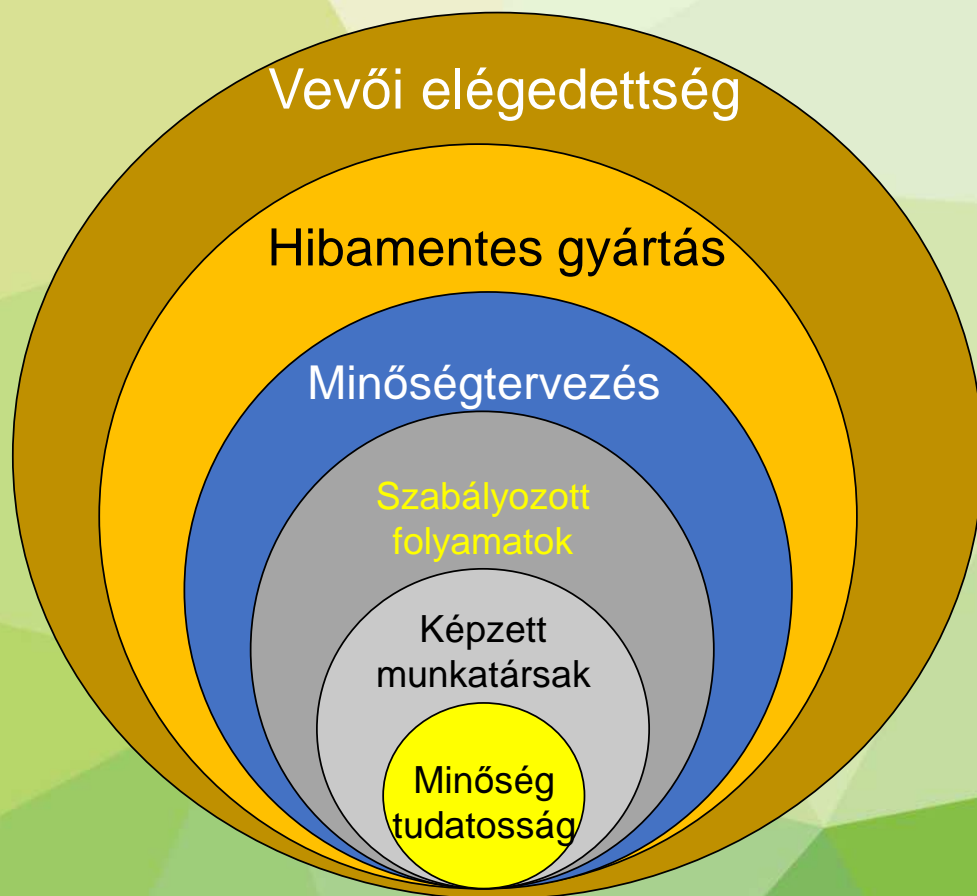 Vevői elégedettség
Hibamentes gyártás
Minőségtervezés
Szabályozott
folyamatok
Képzett
munkatársak
Minőség
tudatosság